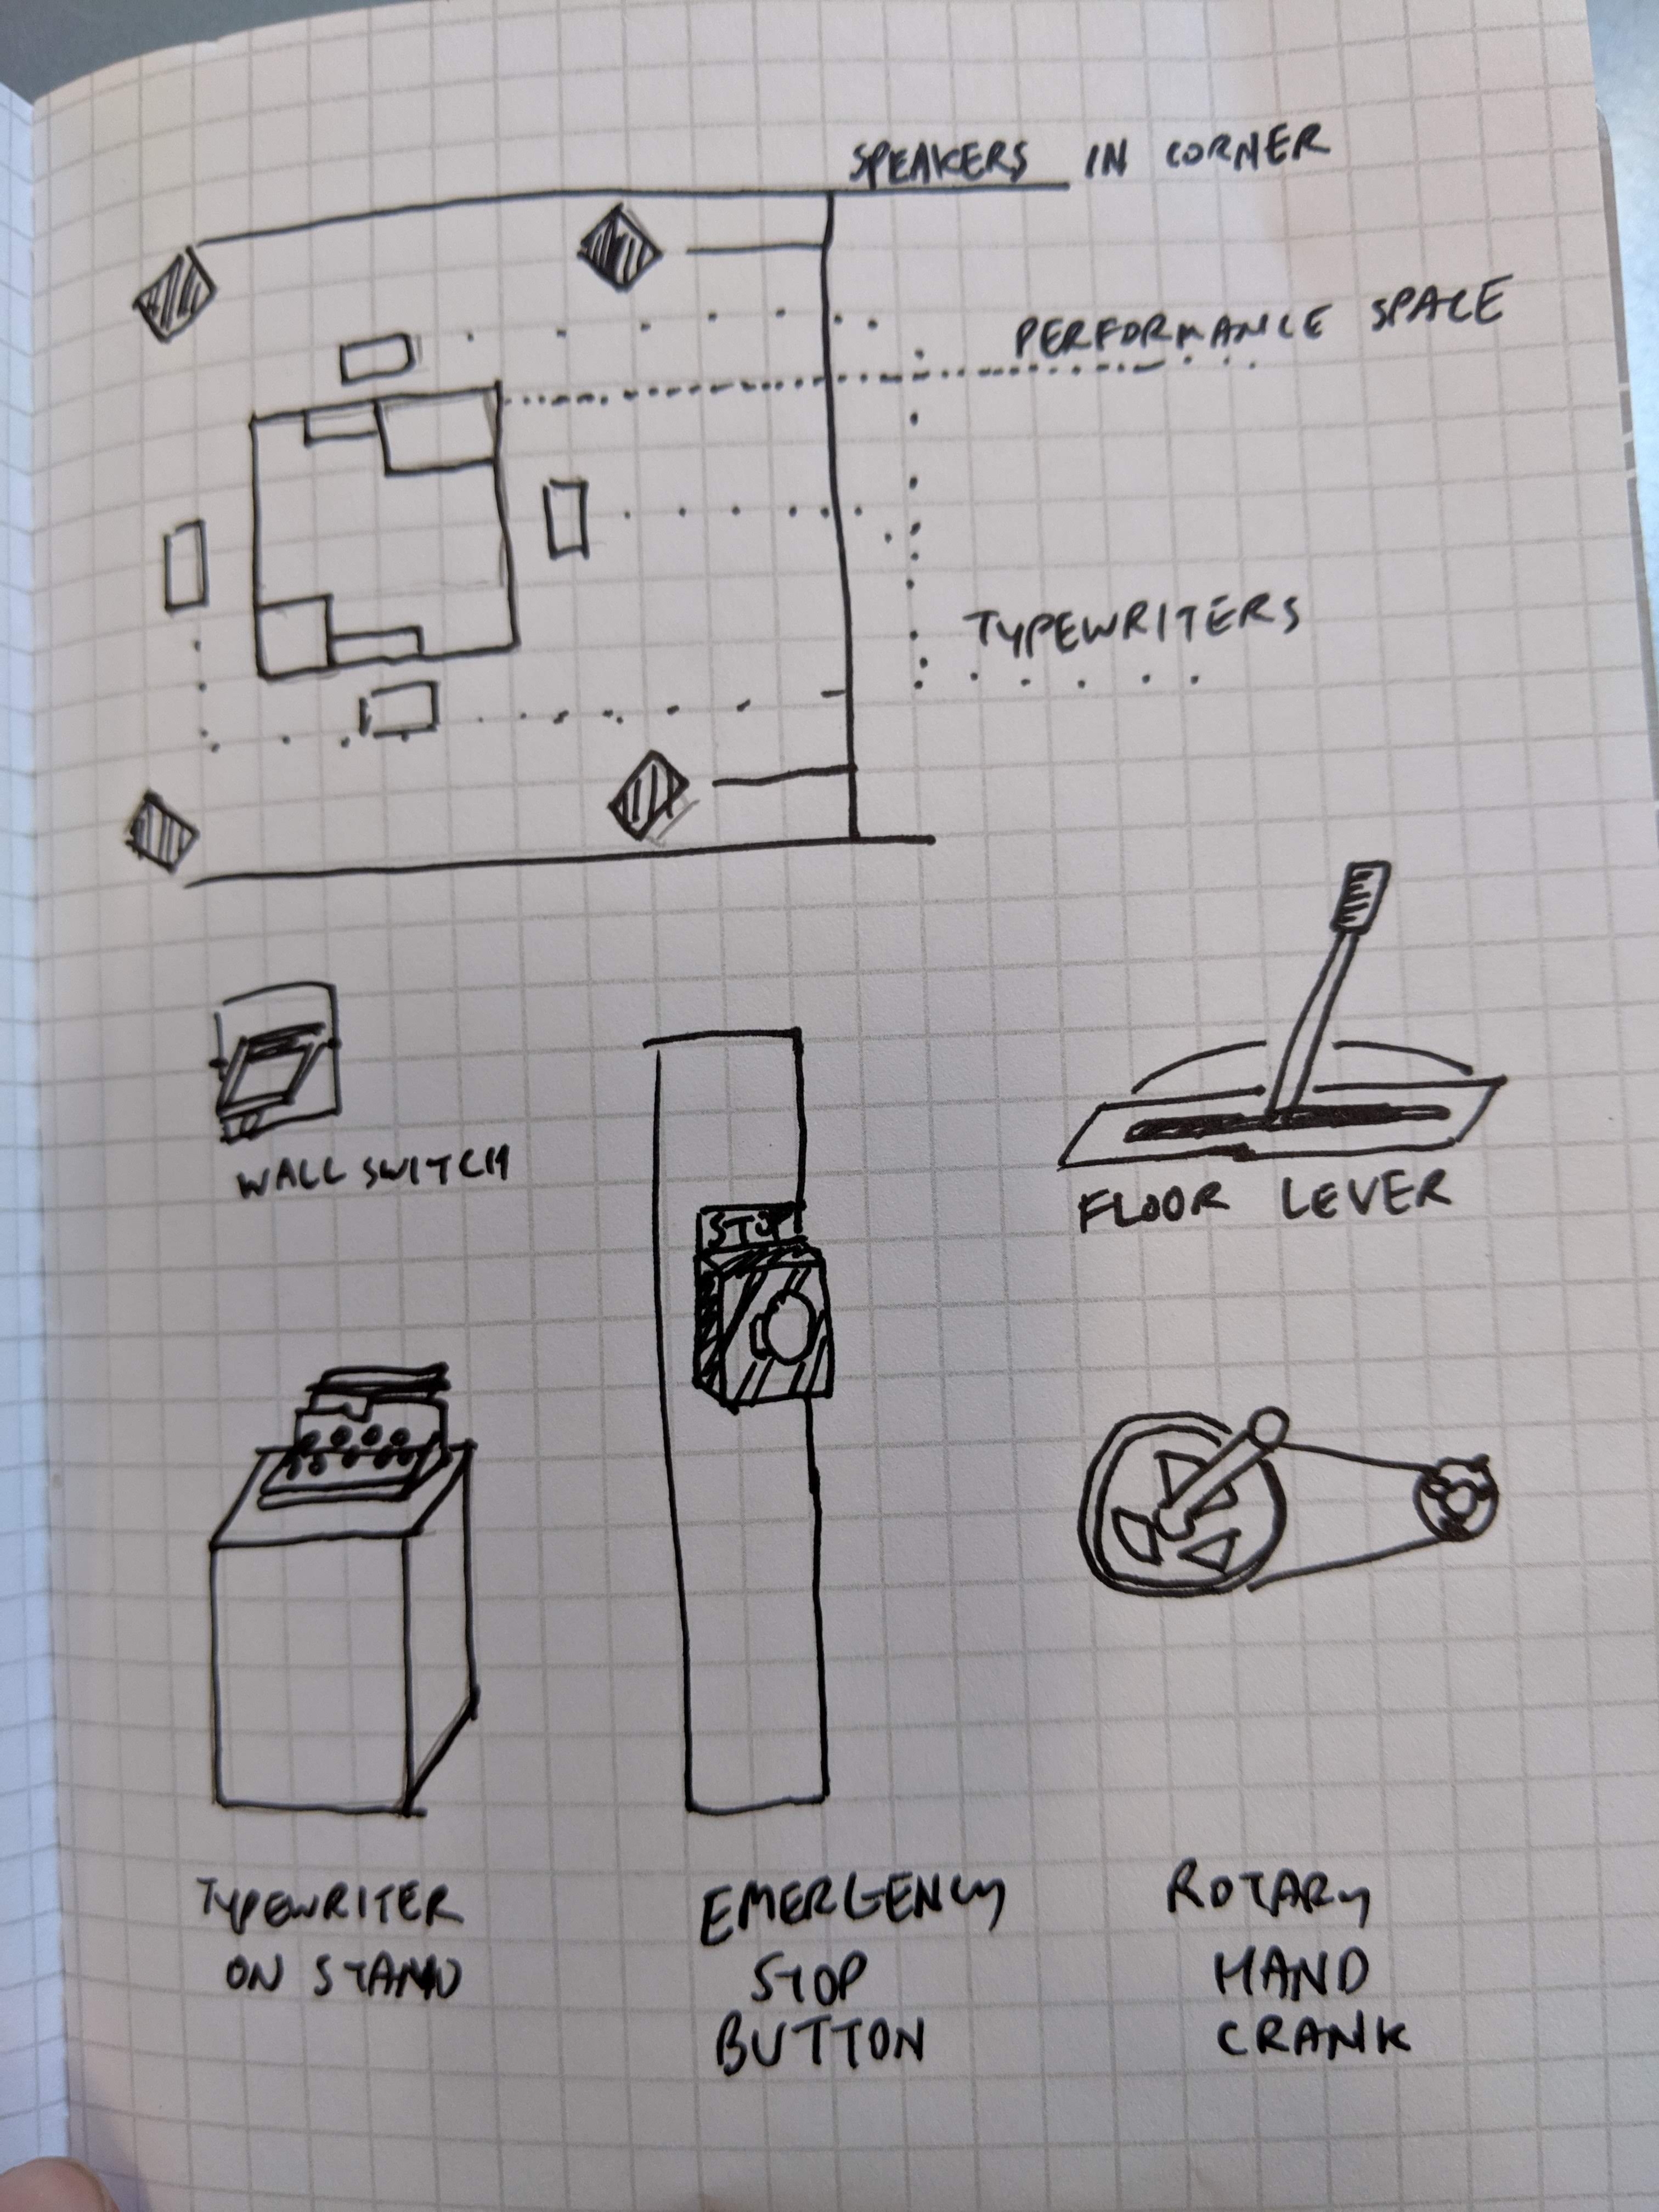 SPEAKERS IN CORNER
PERFORMANCE SPACE
TYPEWRITERS
WALL SWITCH
FLOOR LEVER
STOP
TYPEWRITER
ON STAND
EMERGENCY
STOP
BUTTON
ROTARY
HAND
CRANK